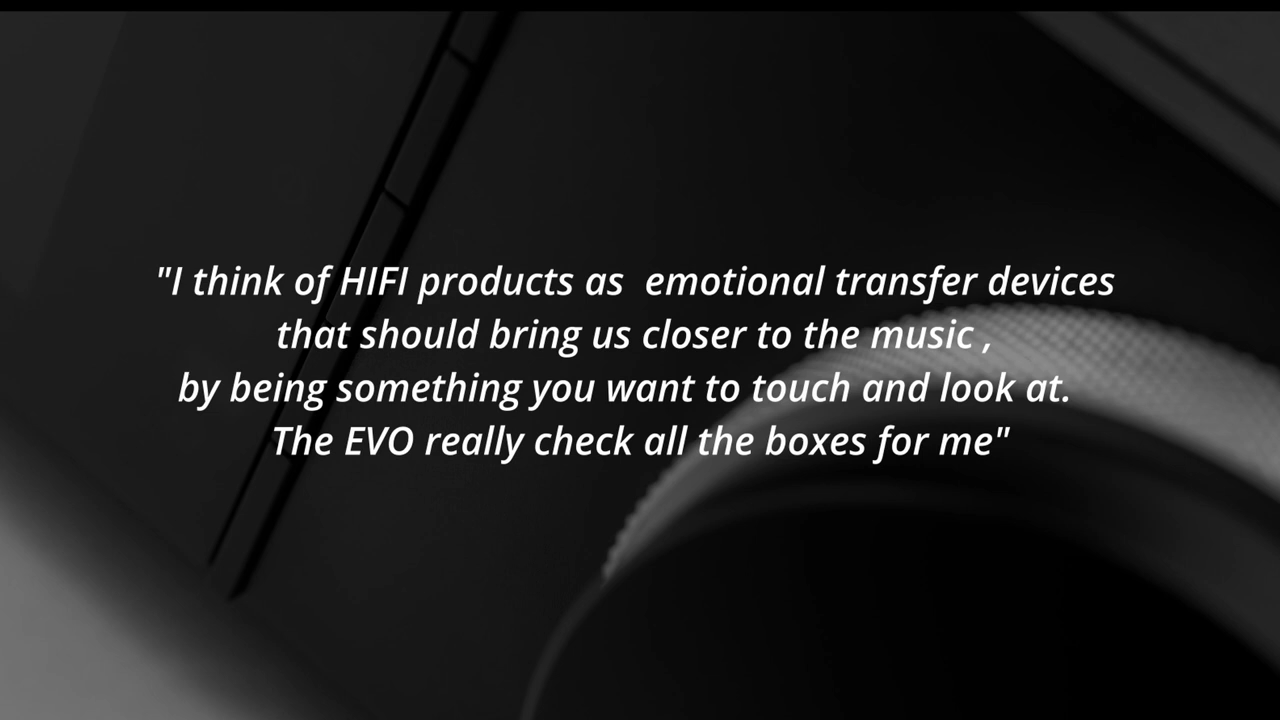 "I think of HIFI products as  emotional transfer devices
that should bring us closer to the music ,
by being something you want to touch and look at.
The EVO really check all the boxes for me"